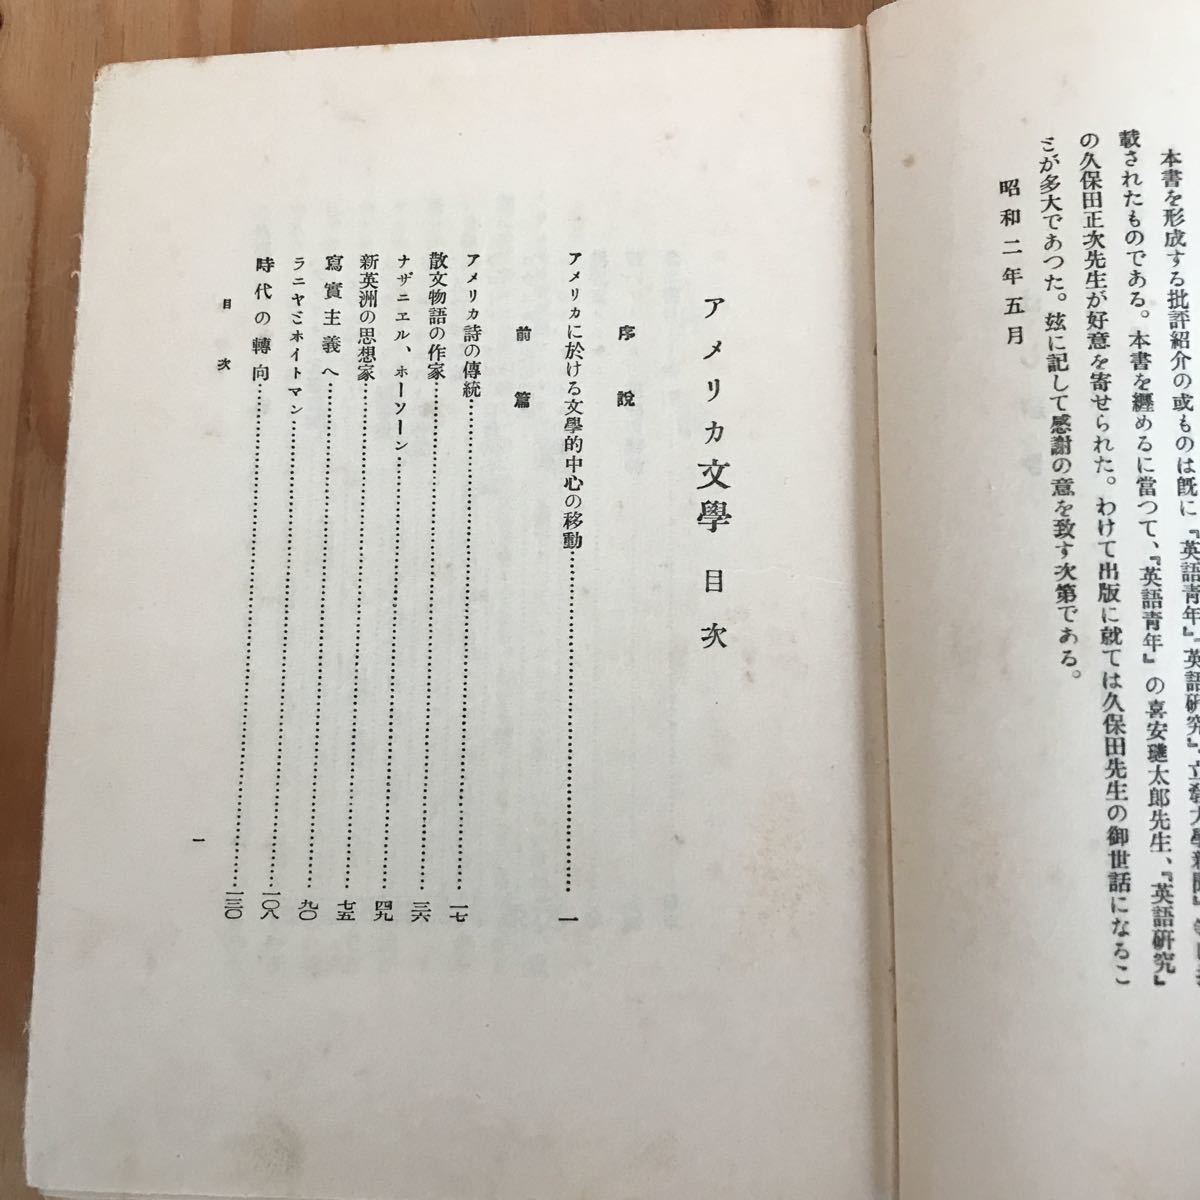 本書を形成する批評紹介の或ものは既に『英語青年』『英語研究』、立敎大學新聞』
載されたものである。本書を纏めるに當つて、『英語青年』の喜安璡太郎先生、『英語研究』
の久保田正次先生が好意を寄せられた。わけて出版に就ては久保田先生の御世話になるこ
とが多大であつた。玆に記して感謝の意を致す次第である。
昭和二年五月
アメリカ文學 目次
序說
アメリカに於ける文學的中心の移動……一
前篇
アメリカ詩の傳統……一七
散文物語の作家……三六
ナザニエル、ホーソーン……四九
新英洲の思想家……七五
寫實主義へ……九〇
ラニヤとホイトマン……一〇八
時代の轉向……一三〇
目次
一